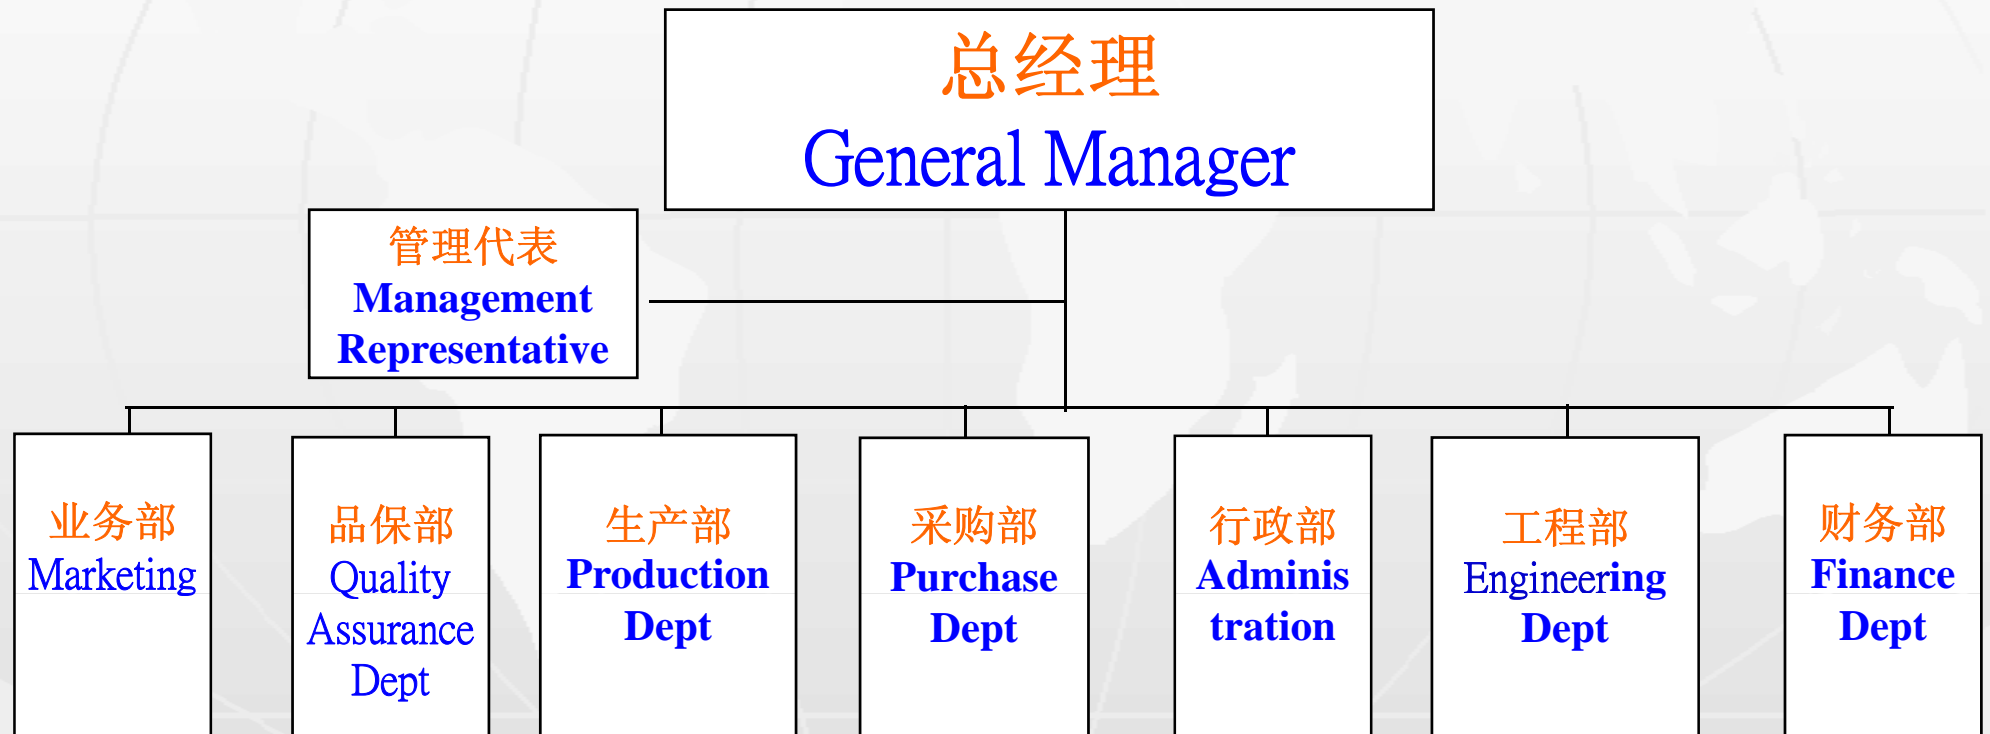 总经理
General Manager
管理代表
Management
Representative
业务部
Marketing
品保部
Quality
Assurance
Dept
生产部
Production
Dept
采购部
Purchase
Dept
行政部
Adminis
tration
工程部
Engineering
Dept
财务部
Finance
Dept